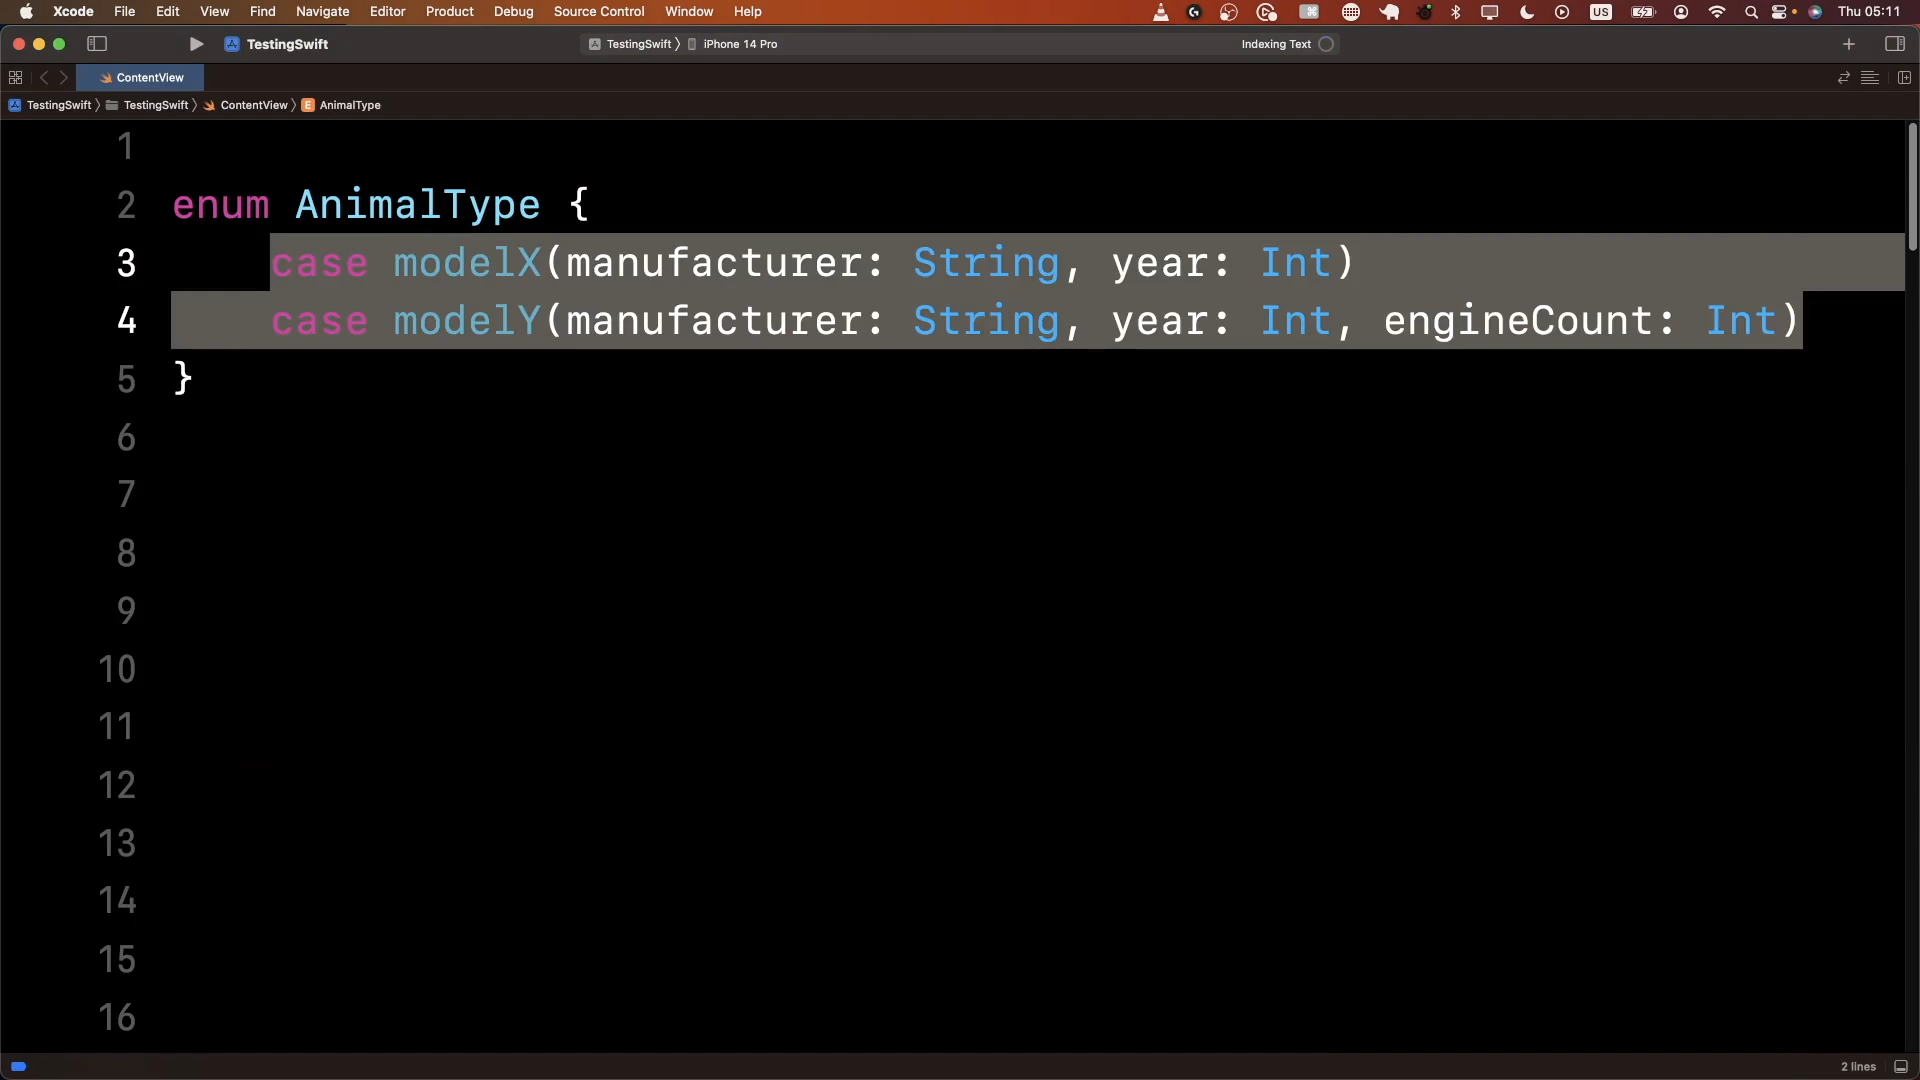 Xcode File Edit View Find Navigate Editor Product Debug Source Control Window Help US Thu 05:11
TestingSwift TestingSwift iPhone 14 Pro Indexing Text
ContentView
TestingSwift TestingSwift ContentView E AnimalType
1
2 enum AnimalType {
3 case modelX(manufacturer: String, year: Int)
4 case modelY(manufacturer: String, year: Int, engineCount: Int)
5 }
6
7
8
9
10
11
12
13
14
15
16
2 lines